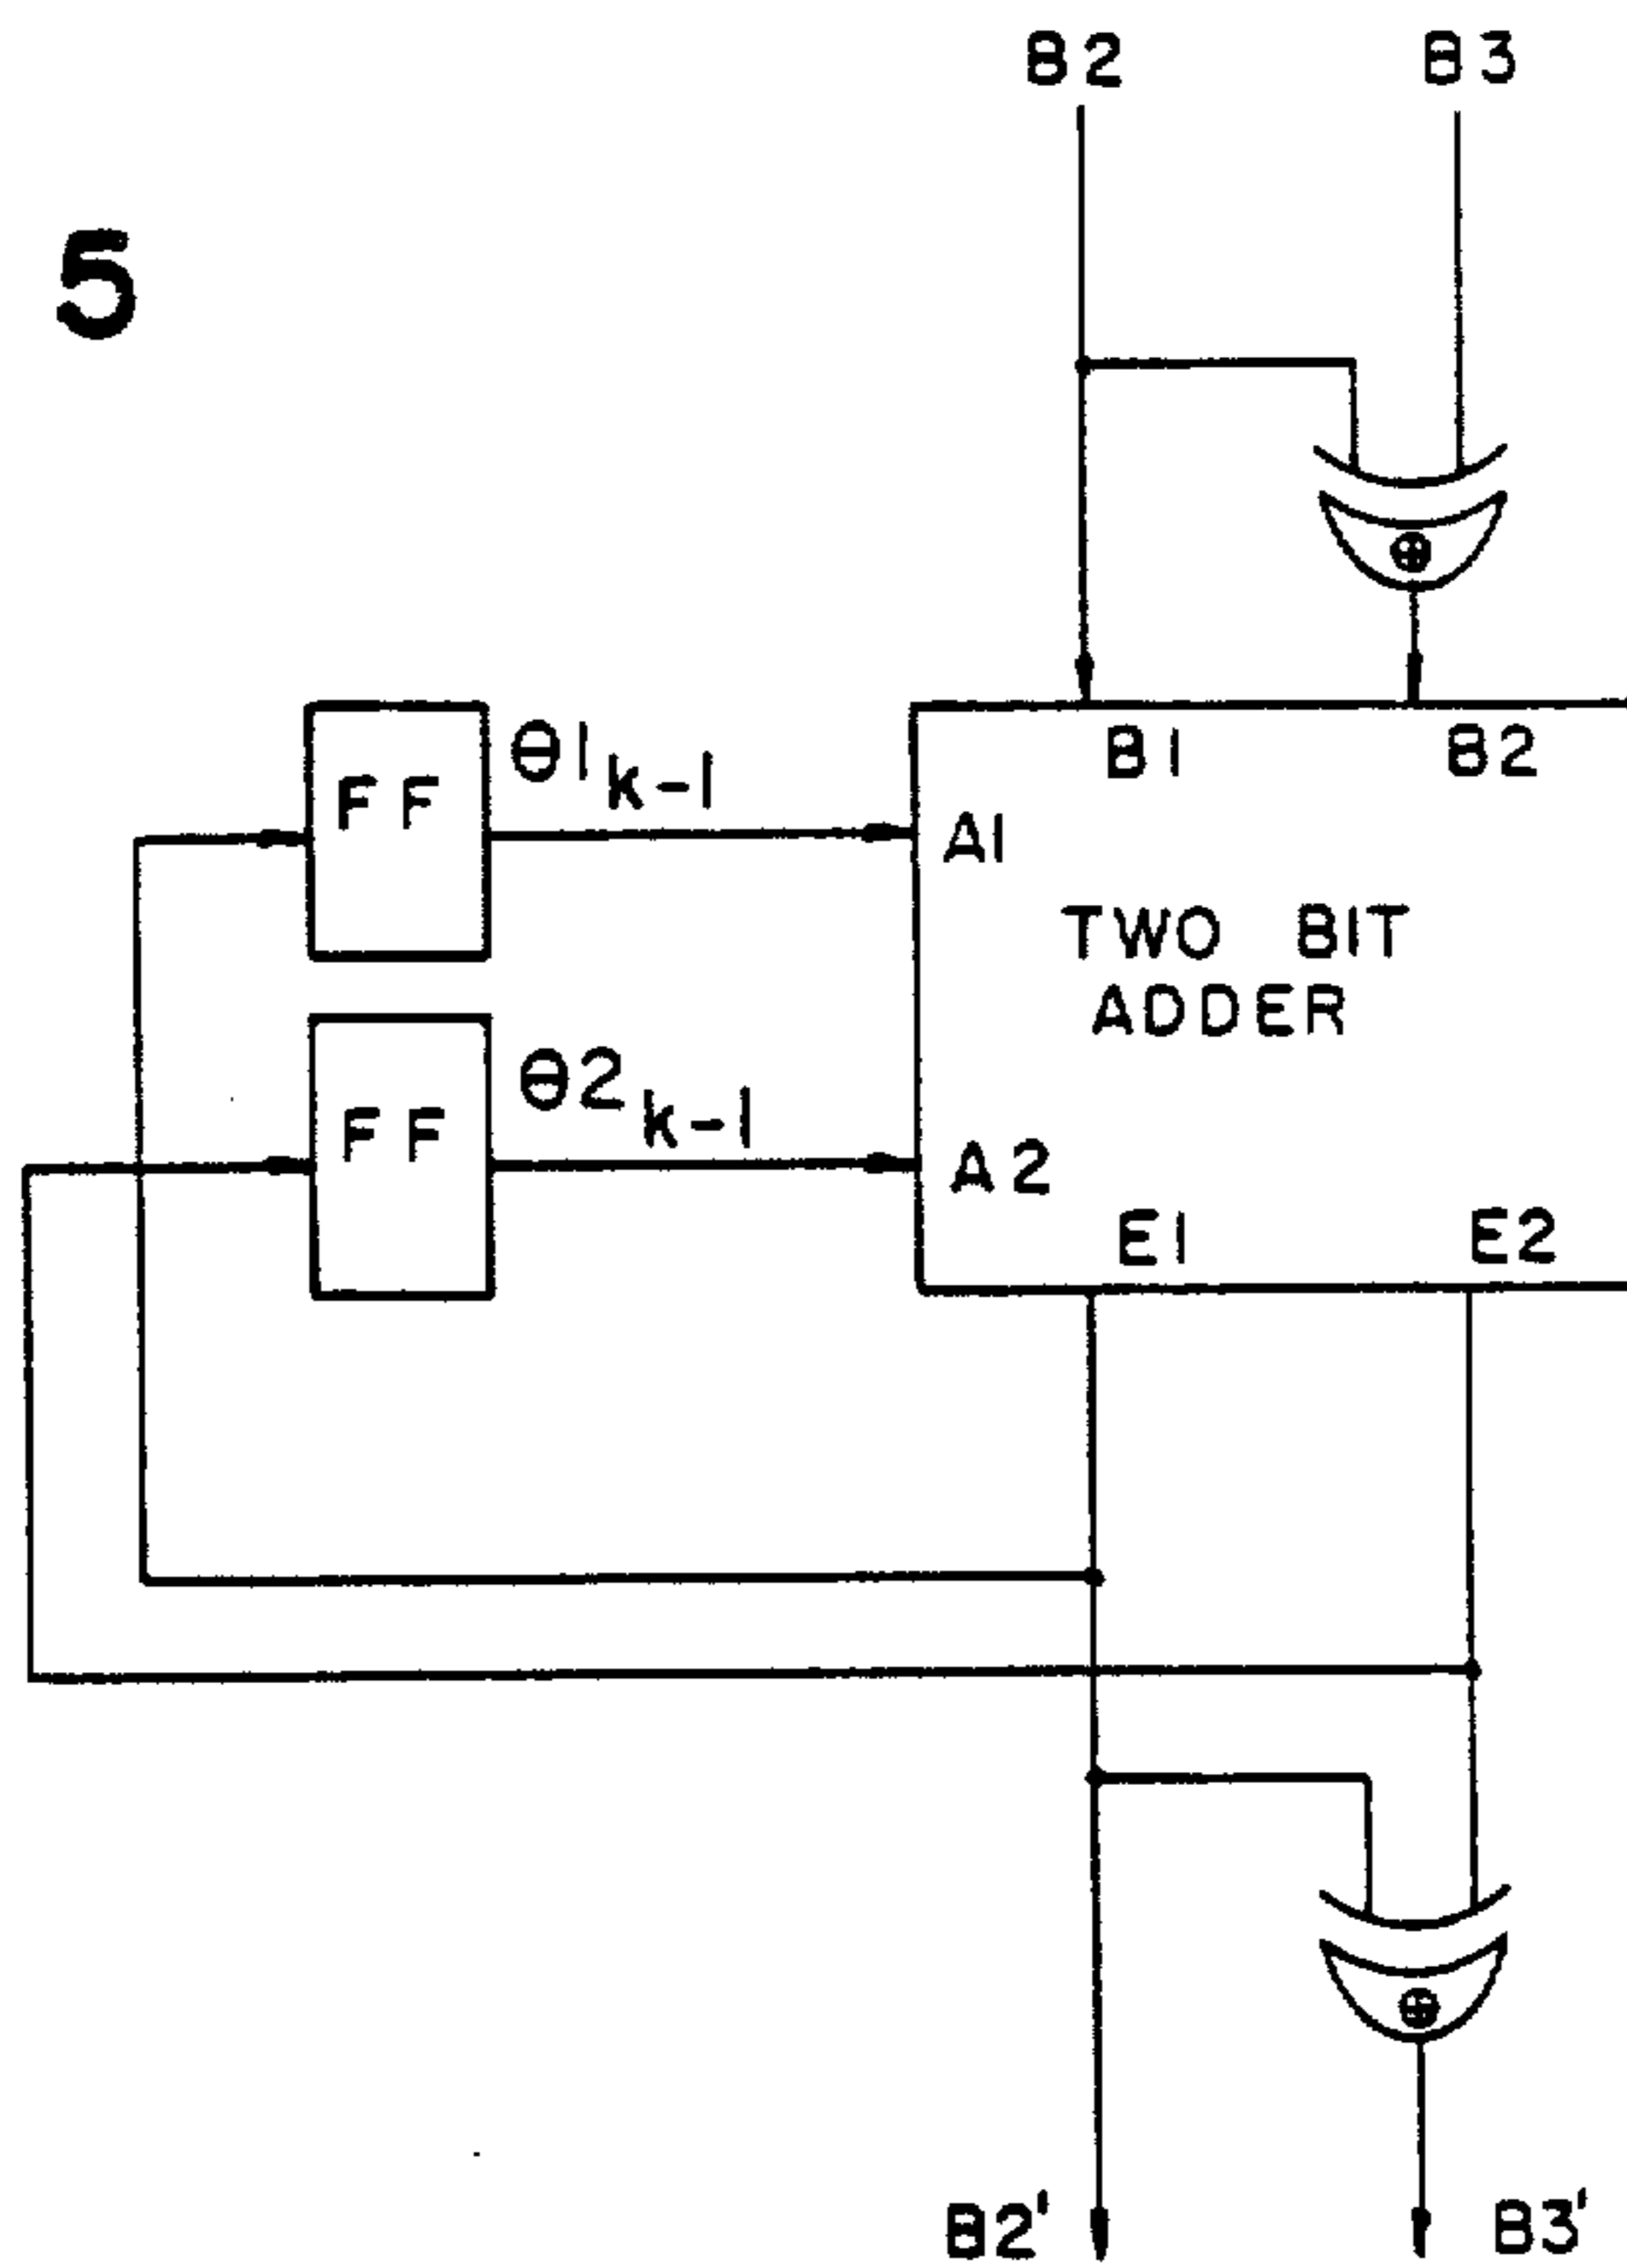 B2
B3
5
FF
θ1k-1
B1
B2
A1
TWO BIT
ADDER
FF
θ2k-1
A2
E1
E2
B2'
B3'